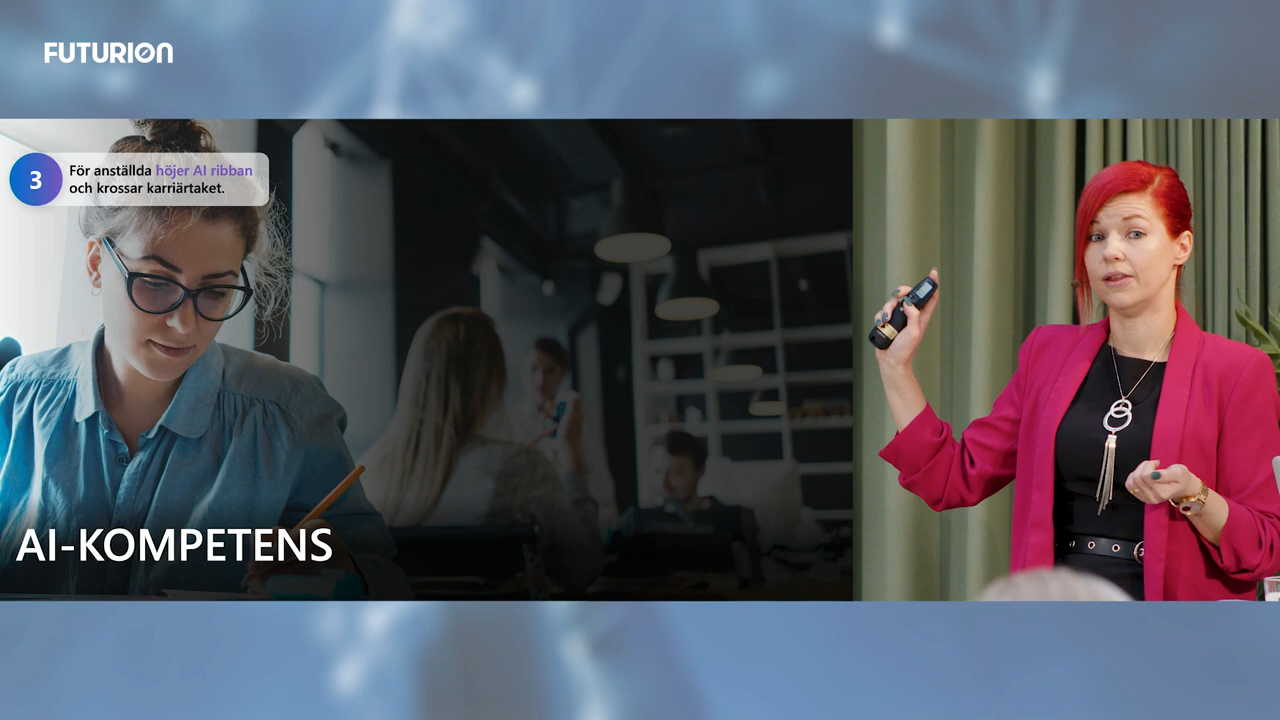 FUTURION
3
För anställda höjer AI ribban
och krossar karriärtaket.
AI-KOMPETENS